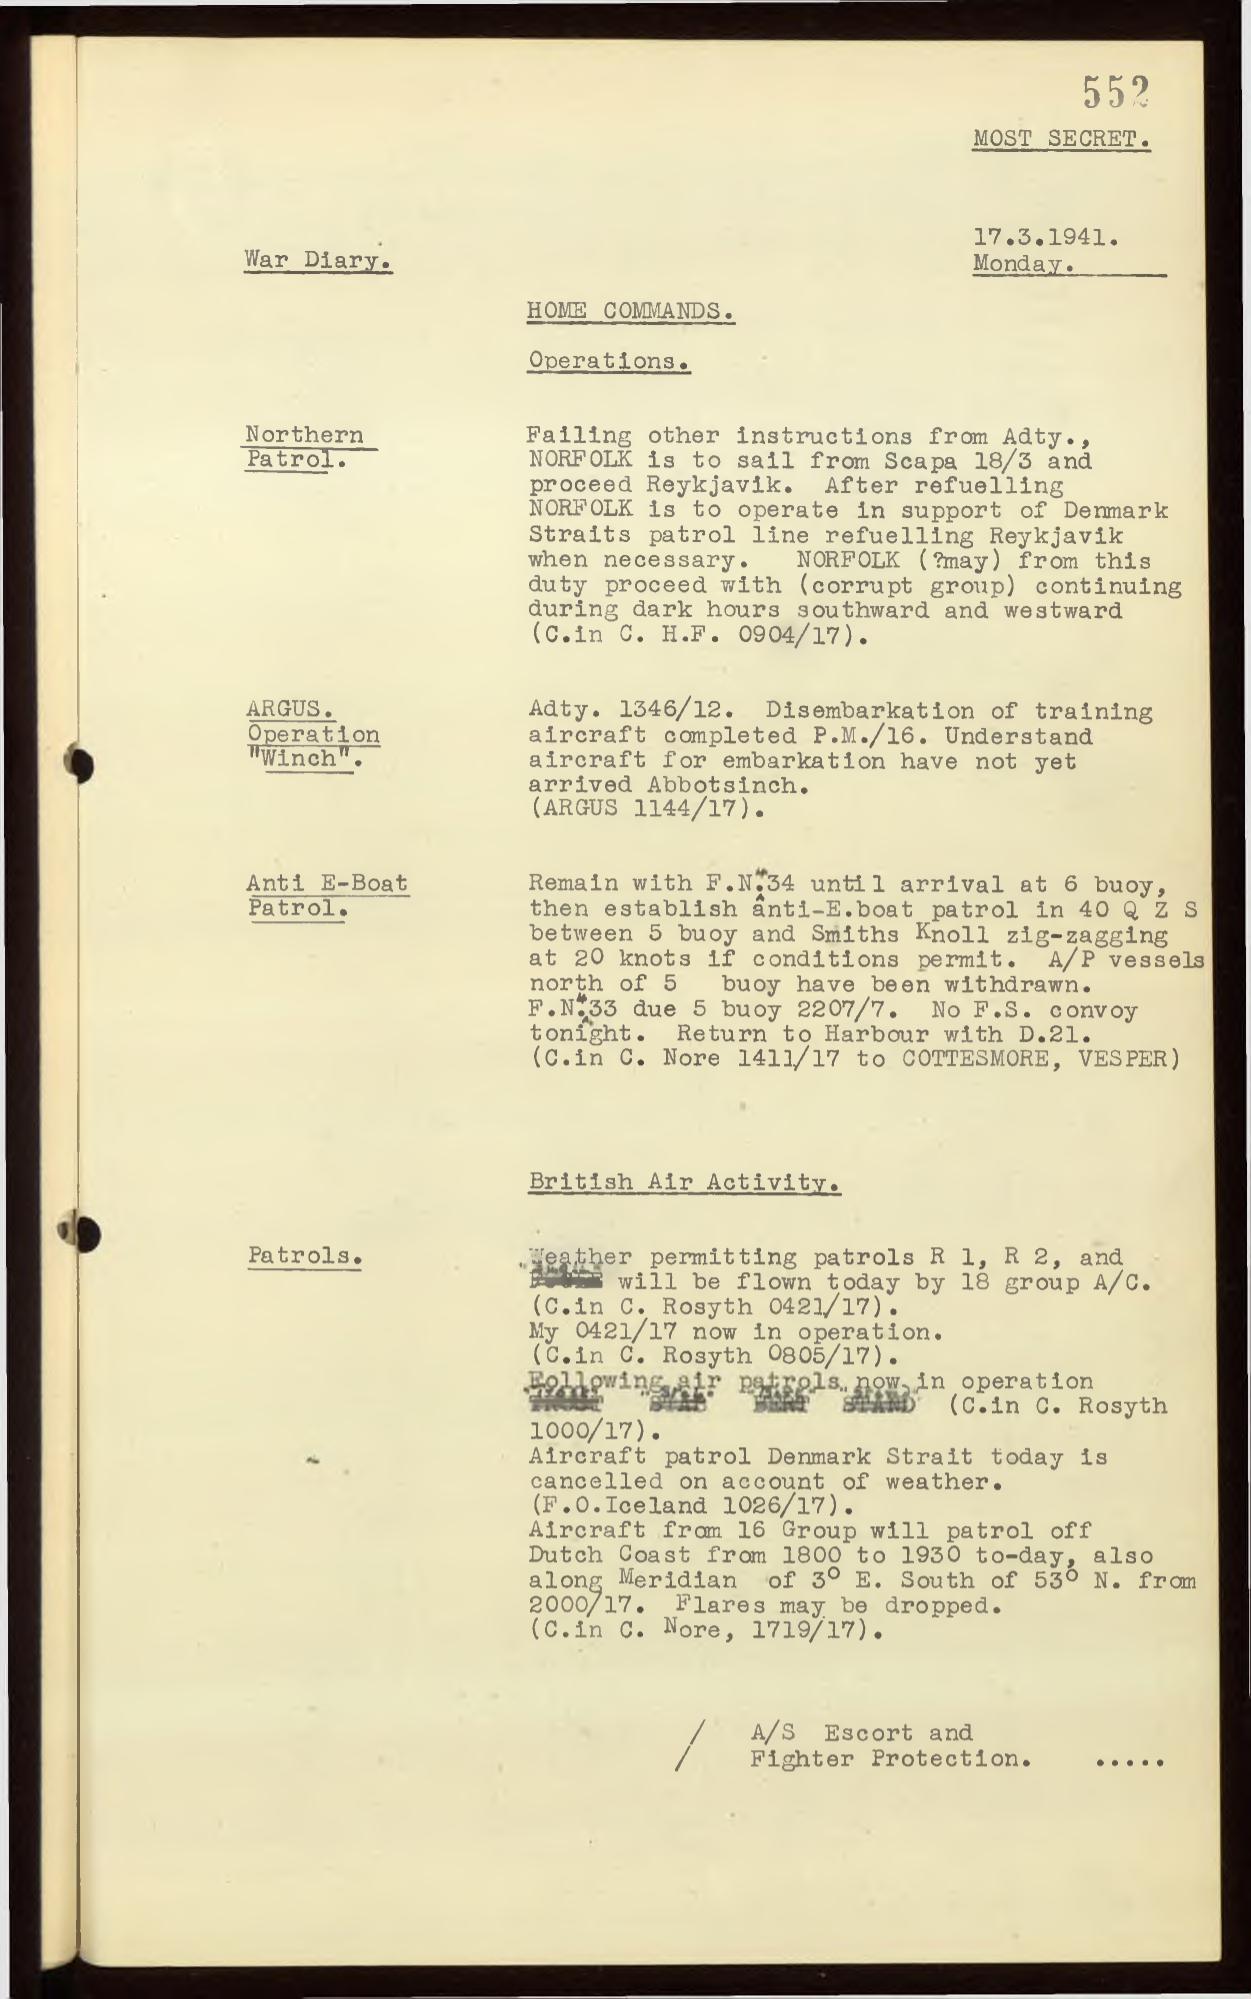 552
MOST SECRET.
17.3.1941.
War Diary.
Monday.
HOME COMMANDS.
Operations.
Northern
Patrol.
Failing other instructions from Adty.,
NORFOLK is to sail from Scapa 18/3 and
proceed Reykjavik. After refuelling
NORFOLK is to operate in support of Denmark
Straits patrol line refuelling Reykjavik
when necessary. NORFOLK (?may) from this
duty proceed with (corrupt group) continuing
during dark hours southward and westward
(C.in C. H.F. 0904/17).
ARGUS.
Operation
"Winch".
Adty. 1346/12. Disembarkation of training
aircraft completed P.M./16. Understand
aircraft for embarkation have not yet
arrived Abbotsinch.
(ARGUS 1144/17).
Anti E-Boat
Patrol.
Remain with F.N.34 until arrival at 6 buoy,
then establish anti-E.boat patrol in 40 Q Z S
between 5 buoy and Smiths Knoll zig-zagging
at 20 knots if conditions permit. A/P vessels
north of 5 buoy have been withdrawn.
F.N.33 due 5 buoy 2207/7. No F.S. convoy
tonight. Return to Harbour with D.21.
(C.in C. Nore 1411/17 to COTTESMORE, VESPER)
British Air Activity.
Patrols.
Weather permitting patrols R 1, R 2, and
will be flown today by 18 group A/C.
(C.in C. Rosyth 0421/17).
My 0421/17 now in operation.
(C.in C. Rosyth 0805/17).
Following air patrols now in operation
(C.in C. Rosyth
1000/17).
Aircraft patrol Denmark Strait today is
cancelled on account of weather.
(F.O.Iceland 1026/17).
Aircraft from 16 Group will patrol off
Dutch Coast from 1800 to 1930 to-day, also
along Meridian of 3° E. South of 53° N. from
2000/17. Flares may be dropped.
(C.in C. Nore, 1719/17).
/ A/S Escort and
/ Fighter Protection. .....